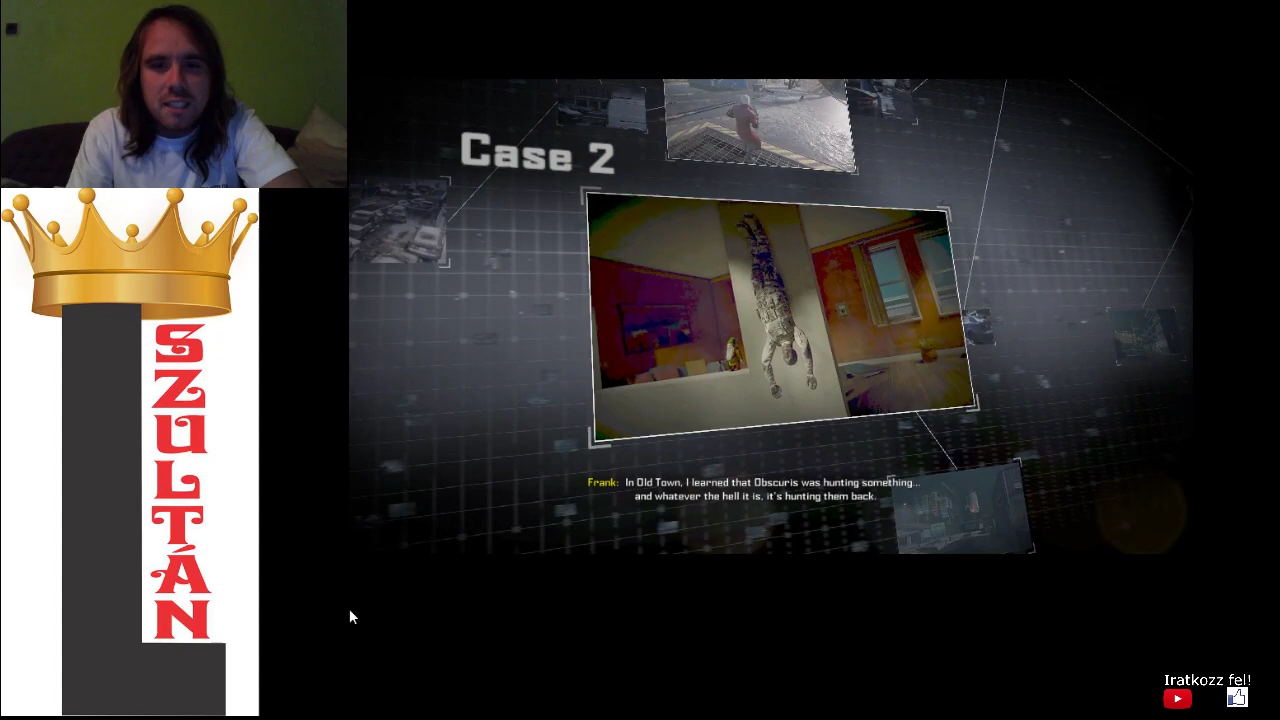 Case 2
SZULTÁN
Frank: In Old Town, I learned that Obscuris was hunting something...
and whatever the hell it is, it's hunting them back.
Iratkozz fel!